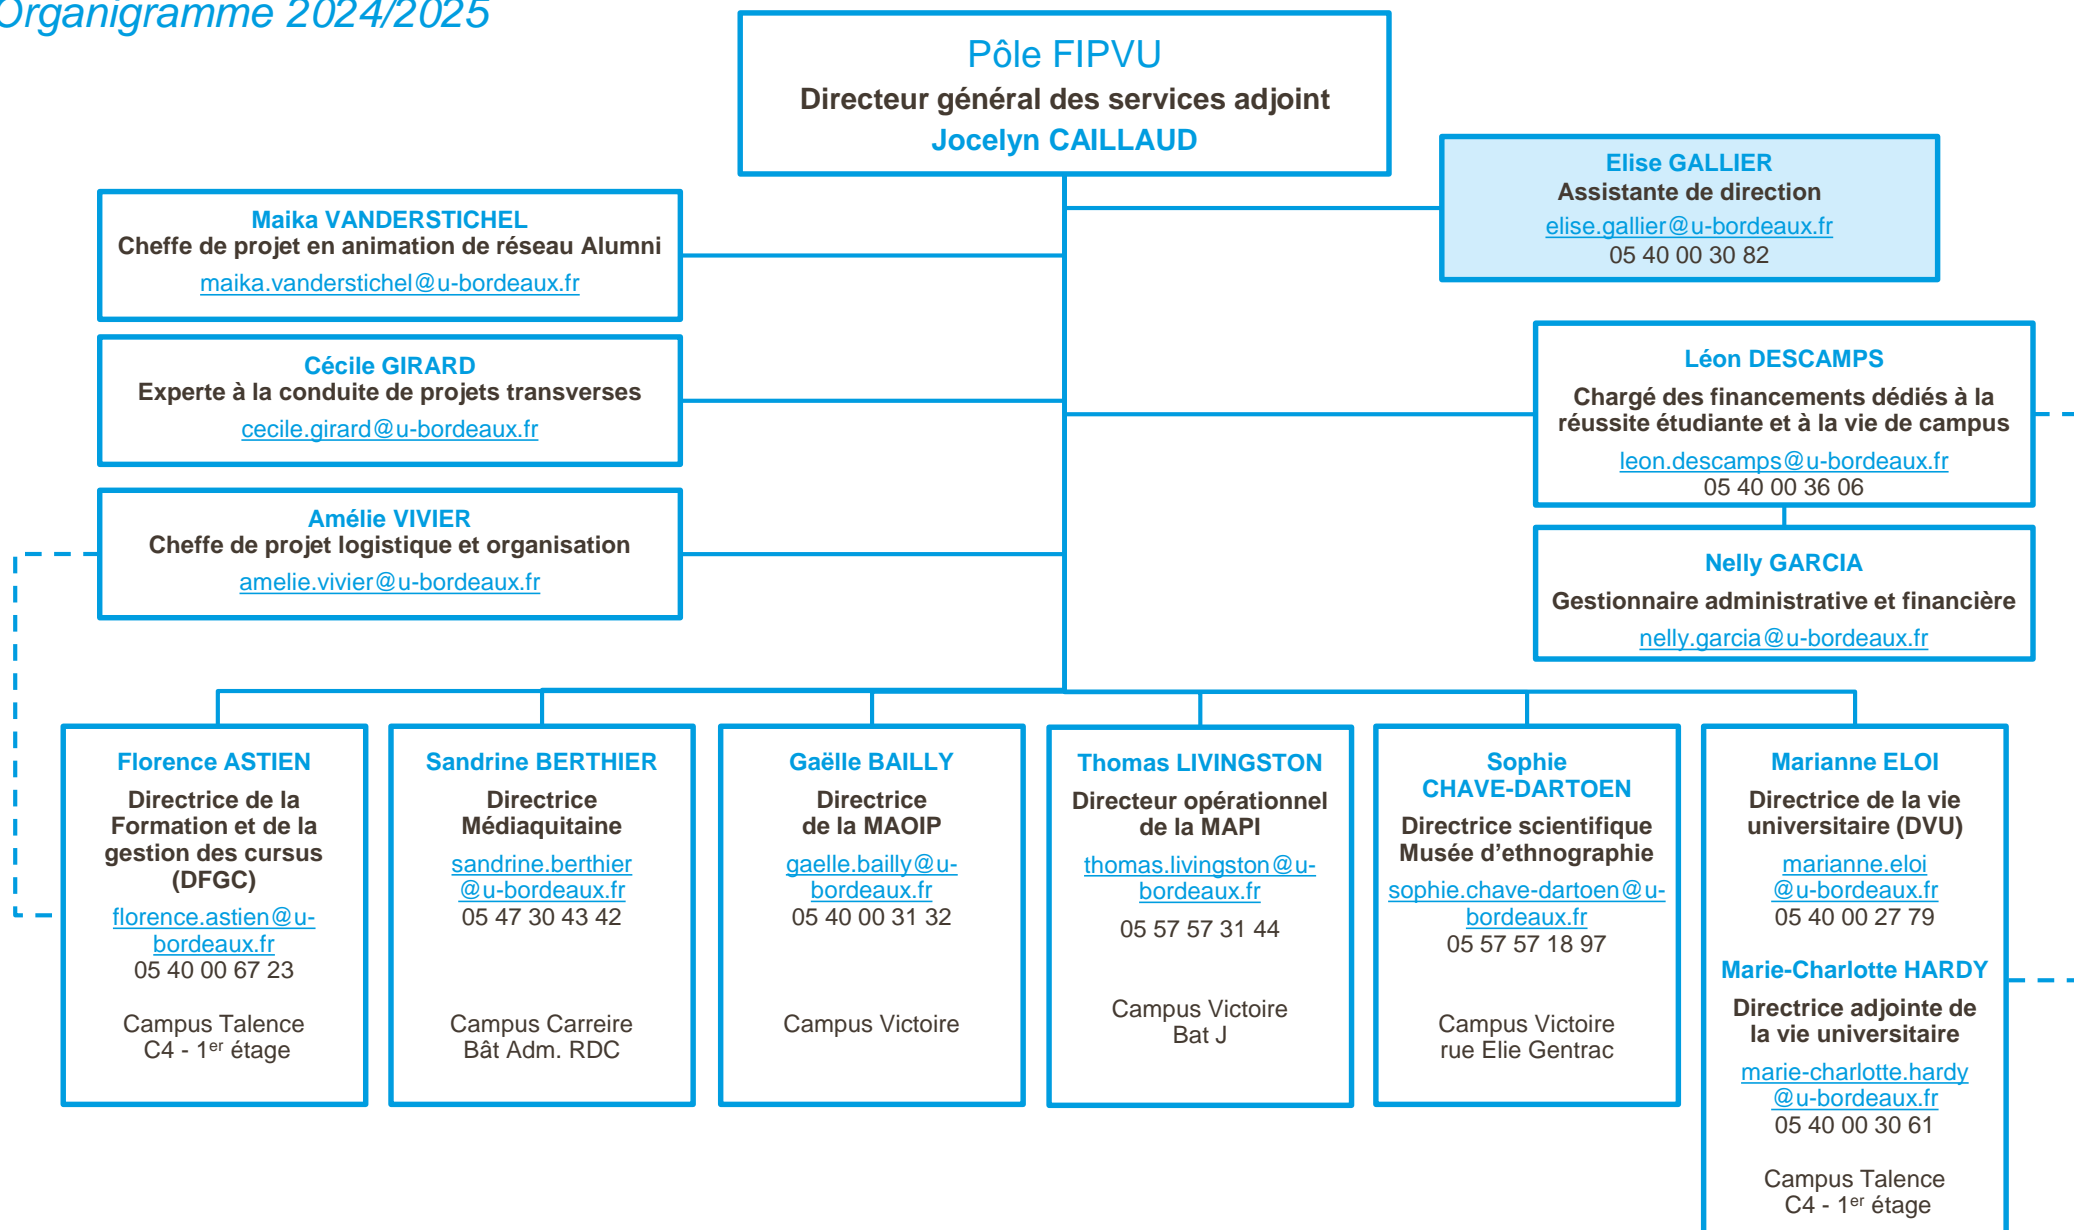 Organigramme 2024/2025
Pôle FIPVU
Directeur général des services adjoint
Jocelyn CAILLAUD
Elise GALLIER
Assistante de direction
elise.gallier@u-bordeaux.fr
05 40 00 30 82
Maika VANDERSTICHEL
Cheffe de projet en animation de réseau Alumni
maika.vanderstichel@u-bordeaux.fr
Cécile GIRARD
Experte à la conduite de projets transverses
cecile.girard@u-bordeaux.fr
Léon DESCAMPS
Chargé des financements dédiés à la
réussite étudiante et à la vie de campus
leon.descamps@u-bordeaux.fr
05 40 00 36 06
Amélie VIVIER
Cheffe de projet logistique et organisation
amelie.vivier@u-bordeaux.fr
Nelly GARCIA
Gestionnaire administrative et financière
nelly.garcia@u-bordeaux.fr
Florence ASTIEN
Directrice de la
Formation et de la
gestion des cursus
(DFGC)
florence.astien@u-
bordeaux.fr
05 40 00 67 23
Campus Talence
C4 - 1er étage
Sandrine BERTHIER
Directrice
Médiaquitaine
sandrine.berthier
@u-bordeaux.fr
05 47 30 43 42
Campus Carreire
Bât Adm. RDC
Gaëlle BAILLY
Directrice
de la MAOIP
gaelle.bailly@u-
bordeaux.fr
05 40 00 31 32
Campus Victoire
Thomas LIVINGSTON
Directeur opérationnel
de la MAPI
thomas.livingston@u-
bordeaux.fr
05 57 57 31 44
Campus Victoire
Bat J
Sophie
CHAVE-DARTOEN
Directrice scientifique
Musée d’ethnographie
sophie.chave-dartoen@u-
bordeaux.fr
05 57 57 18 97
Campus Victoire
rue Elie Gentrac
Marianne ELOI
Directrice de la vie
universitaire (DVU)
marianne.eloi
@u-bordeaux.fr
05 40 00 27 79
Marie-Charlotte HARDY
Directrice adjointe de
la vie universitaire
marie-charlotte.hardy
@u-bordeaux.fr
05 40 00 30 61
Campus Talence
C4 - 1er étage